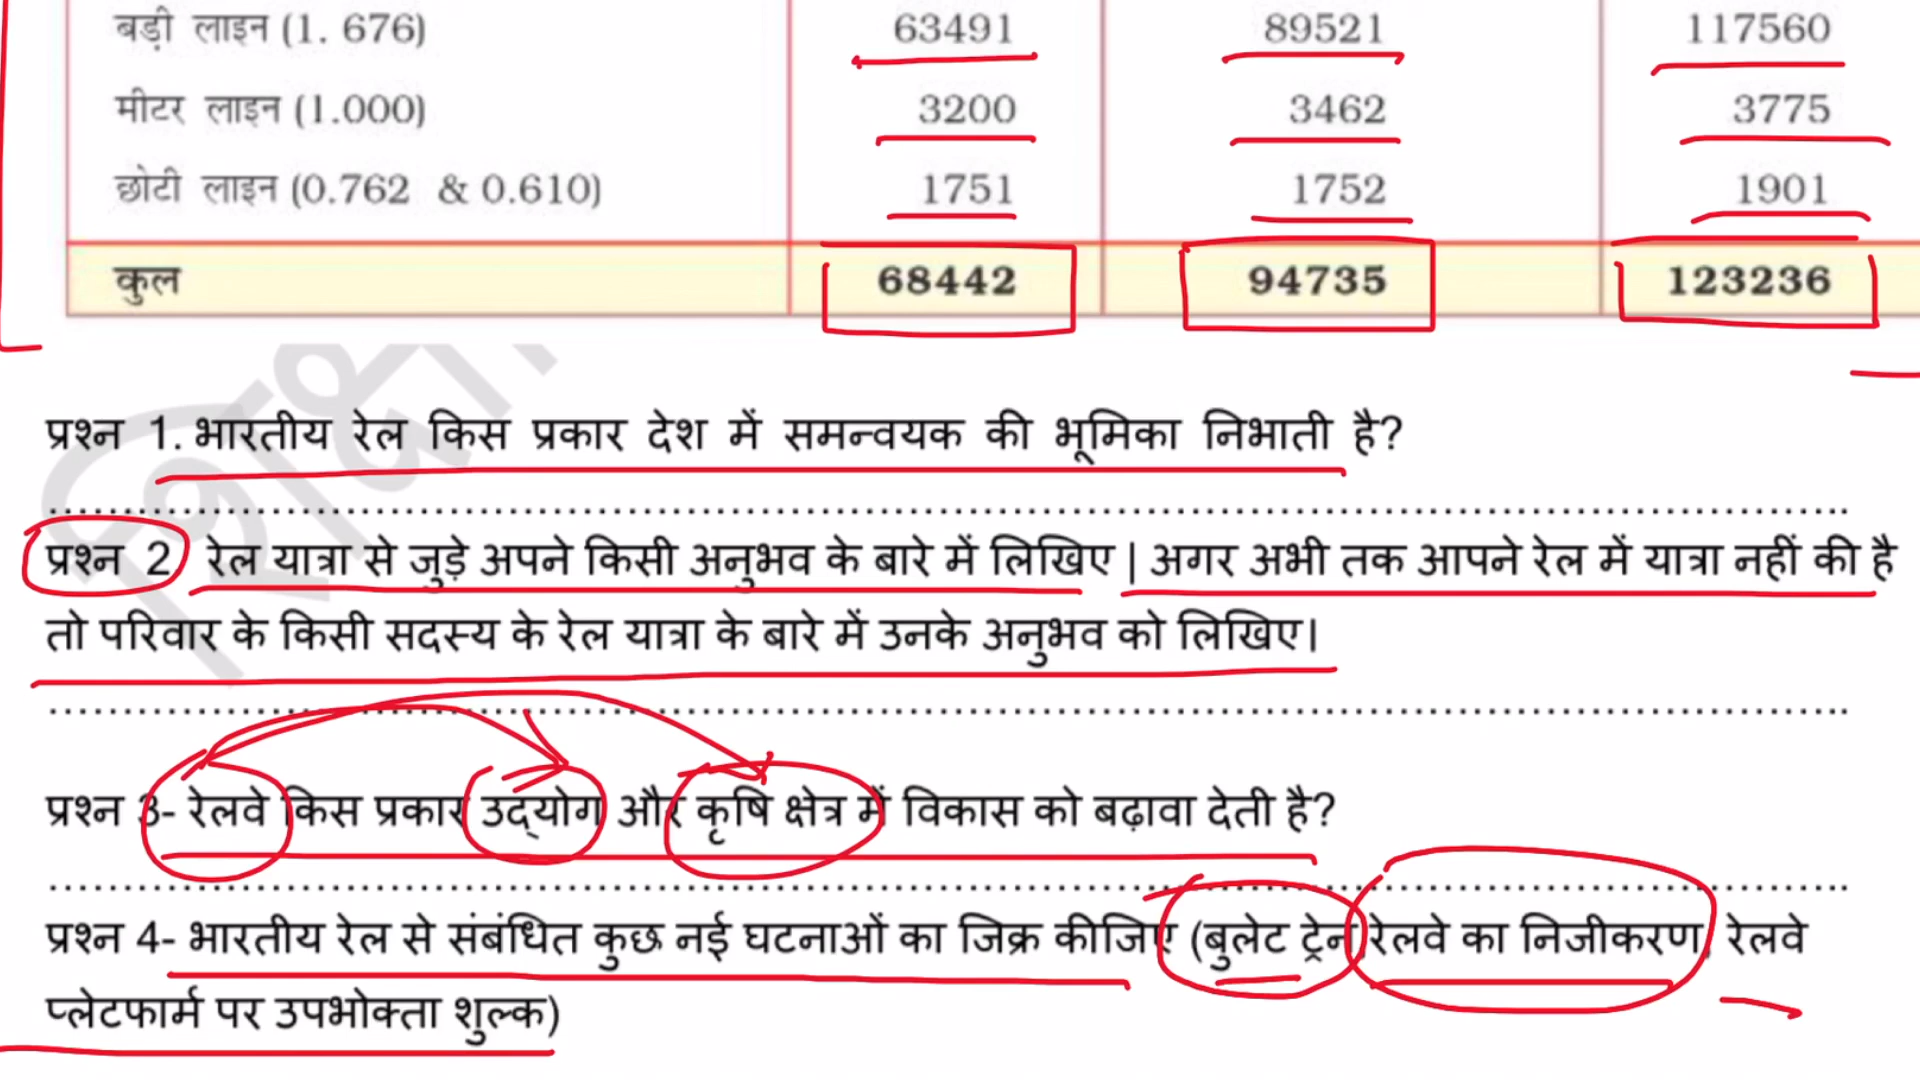 बड़ी लाइन (1. 676) 63491 89521 117560
मीटर लाइन (1.000) 3200 3462 3775
छोटी लाइन (0.762 & 0.610) 1751 1752 1901
कुल 68442 94735 123236
प्रश्न 1. भारतीय रेल किस प्रकार देश में समन्वयक की भूमिका निभाती है?
प्रश्न 2 रेल यात्रा से जुड़े अपने किसी अनुभव के बारे में लिखिए | अगर अभी तक आपने रेल में यात्रा नहीं की है
तो परिवार के किसी सदस्य के रेल यात्रा के बारे में उनके अनुभव को लिखिए।
प्रश्न 3- रेलवे किस प्रकार उद्योग और कृषि क्षेत्र में विकास को बढ़ावा देती है?
प्रश्न 4- भारतीय रेल से संबंधित कुछ नई घटनाओं का जिक्र कीजिए (बुलेट ट्रेन, रेलवे का निजीकरण, रेलवे
प्लेटफार्म पर उपभोक्ता शुल्क)